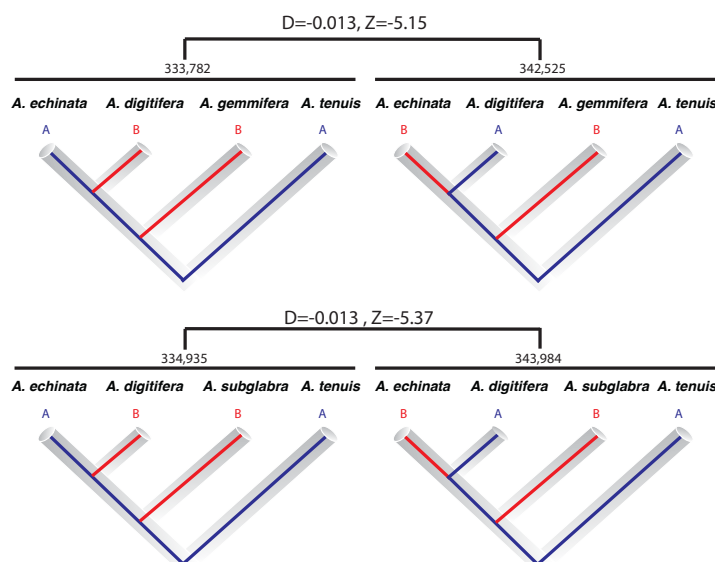 D=-0.013, Z=-5.15
333,782 342,525
A. echinata A. digitifera A. gemmifera A. tenuis A. echinata A. digitifera A. gemmifera A. tenuis
A B B A B A B A
D=-0.013 , Z=-5.37
334,935 343,984
A. echinata A. digitifera A. subglabra A. tenuis A. echinata A. digitifera A. subglabra A. tenuis
A B B A B A B A